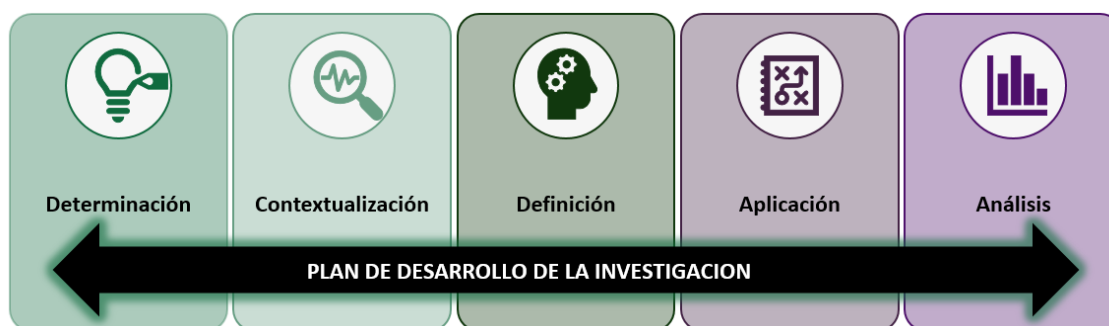 Determinación
Contextualización
Definición
Aplicación
Análisis
PLAN DE DESARROLLO DE LA INVESTIGACION